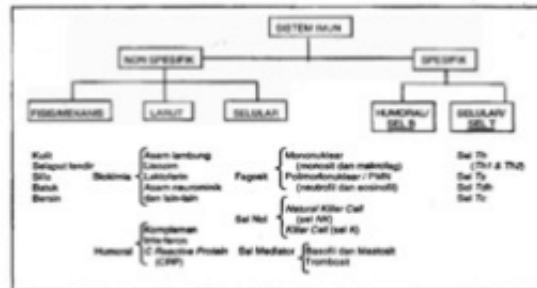 SISTEM IMUN
NON SPESIFIK
SPESIFIK
FISIS/MEKANIS
LARUT
SELULAR
HUMORAL/
SEL B
SELULAR/
SEL T
Kulit
Selaput lendir
Silia
Batuk
Bersin
Biokimia
Asam lambung
Lisozim
Laktoferin
Asam neurominik
dan lain-lain
Humoral
Komplemen
Interferon
C Reactive Protein
(CRP)
Fagosit
Mononuklear
(monosit dan makrofag)
Polimorfonuklear / PMN
(neutrofil dan eosinofil)
Sel Nol
Natural Killer Cell
(sel NK)
Killer Cell (sel K)
Sel Mediator
Basofil dan Mastosit
Trombosit
Sel Th
(Th1 & Th2)
Sel Ts
Sel Tdh
Sel Tc